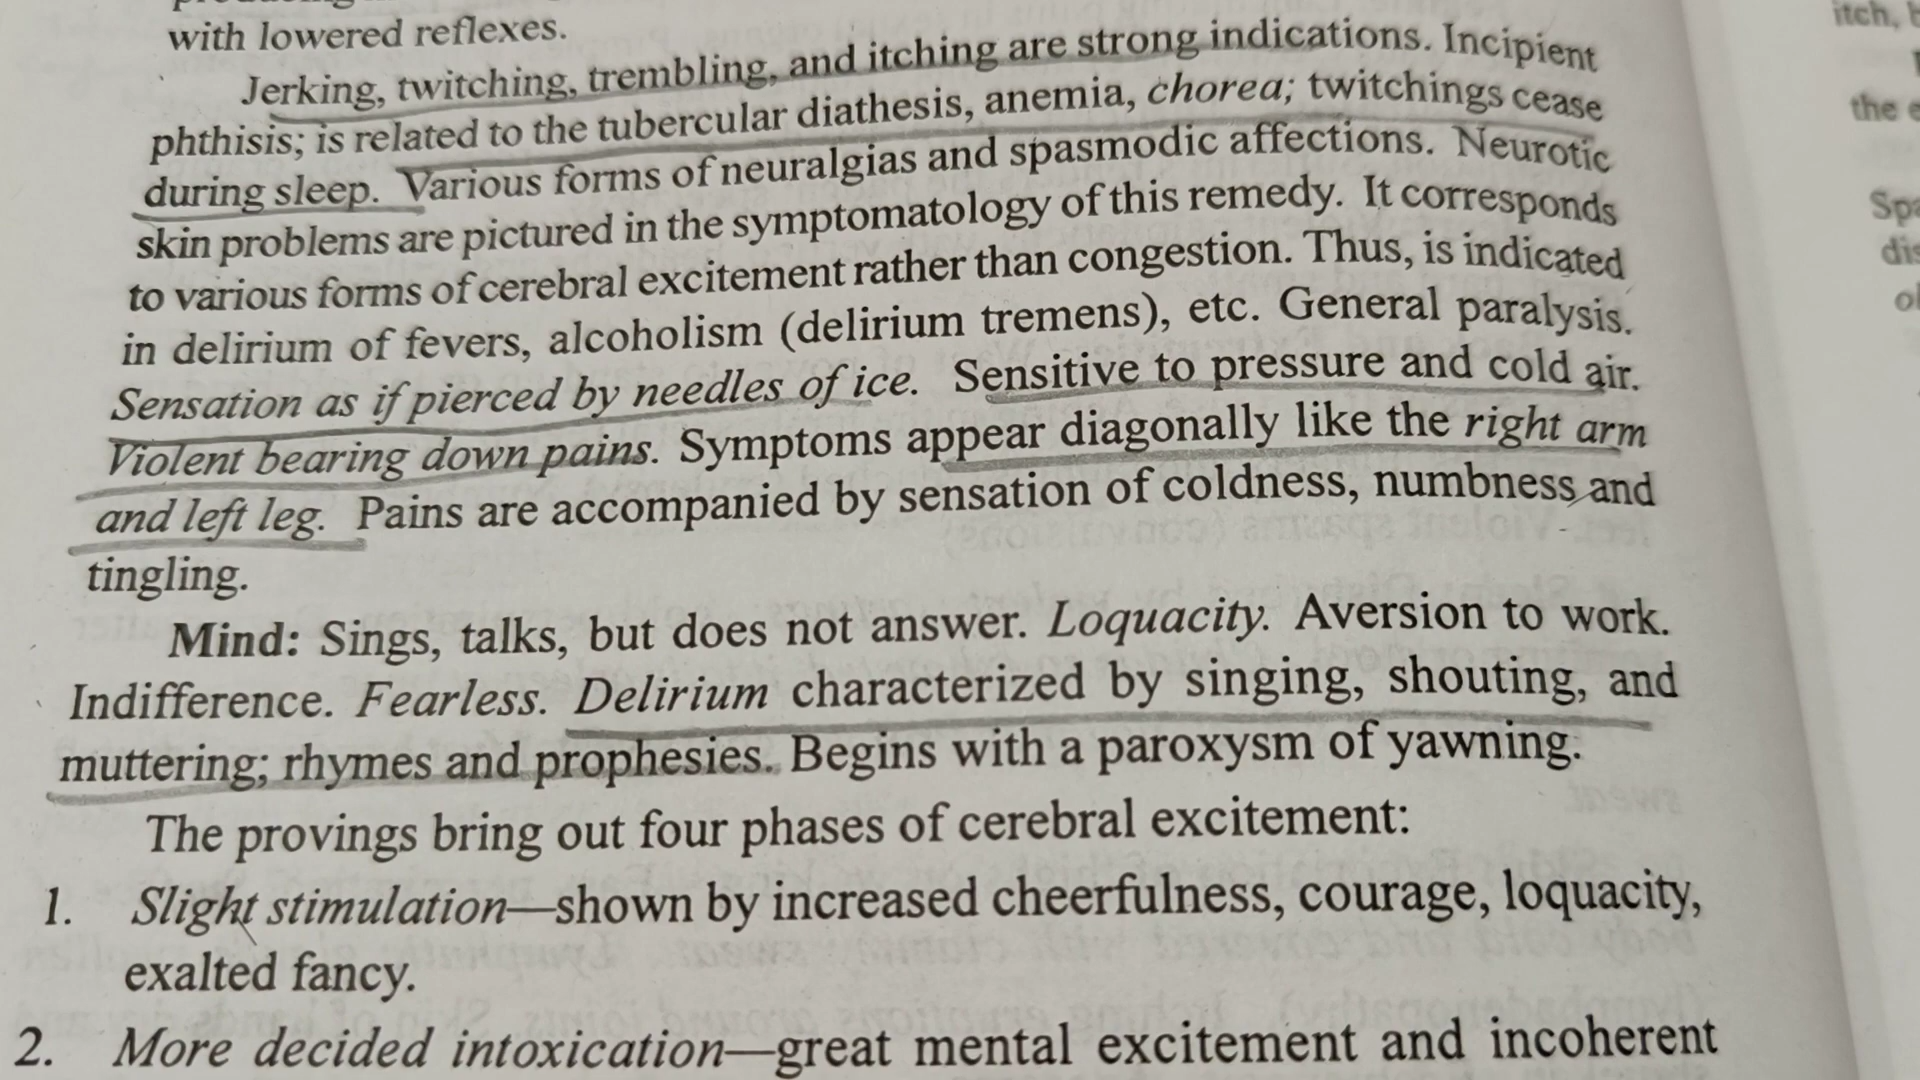 with lowered reflexes.
Jerking, twitching, trembling, and itching are strong indications. Incipient
phthisis; is related to the tubercular diathesis, anemia, chorea; twitchings cease
during sleep. Various forms of neuralgias and spasmodic affections. Neurotic
skin problems are pictured in the symptomatology of this remedy. It corresponds
to various forms of cerebral excitement rather than congestion. Thus, is indicated
in delirium of fevers, alcoholism (delirium tremens), etc. General paralysis.
Sensation as if pierced by needles of ice. Sensitive to pressure and cold air.
Violent bearing down pains. Symptoms appear diagonally like the right arm
and left leg. Pains are accompanied by sensation of coldness, numbness and
tingling.
Mind: Sings, talks, but does not answer. Loquacity. Aversion to work.
Indifference. Fearless. Delirium characterized by singing, shouting, and
muttering; rhymes and prophesies. Begins with a paroxysm of yawning.
The provings bring out four phases of cerebral excitement:
1. Slight stimulation—shown by increased cheerfulness, courage, loquacity,
exalted fancy.
2. More decided intoxication—great mental excitement and incoherent
itch,
the